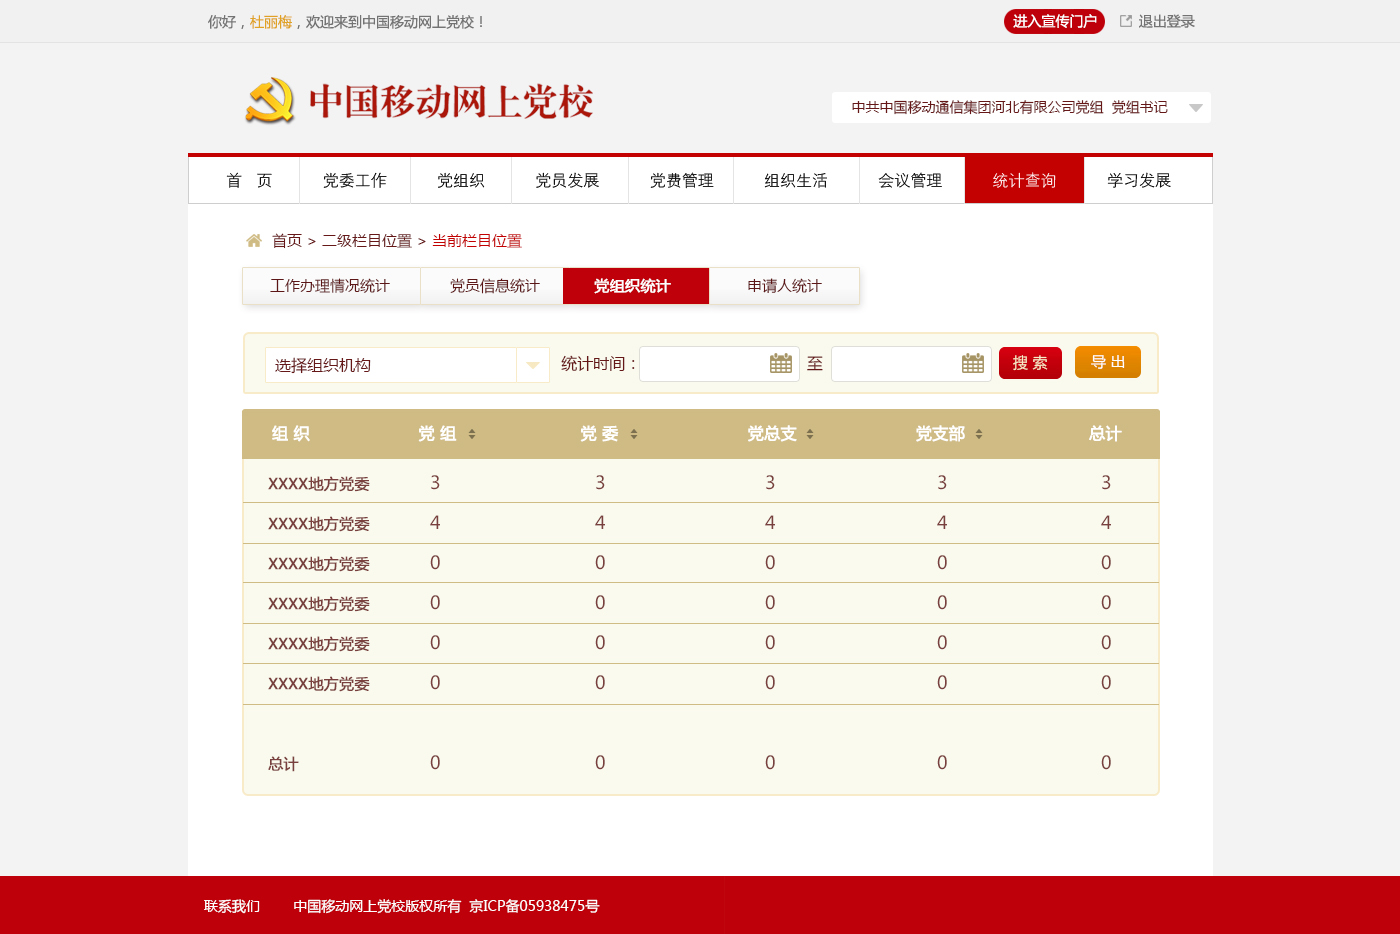 你好，杜丽梅，欢迎来到中国移动网上党校！ 进入宣传门户 退出登录
中国移动网上党校
中共中国移动通信集团河北有限公司党组 党组书记
首 页 党委工作 党组织 党员发展 党费管理 组织生活 会议管理 统计查询 学习发展
首页 > 二级栏目位置 > 当前栏目位置
工作办理情况统计 党员信息统计 党组织统计 申请人统计
选择组织机构 统计时间： 至 搜 索 导 出
组 织 党 组 党 委 党总支 党支部 总计
XXXX地方党委 3 3 3 3 3
XXXX地方党委 4 4 4 4 4
XXXX地方党委 0 0 0 0 0
XXXX地方党委 0 0 0 0 0
XXXX地方党委 0 0 0 0 0
XXXX地方党委 0 0 0 0 0
总计 0 0 0 0 0
联系我们 中国移动网上党校版权所有 京ICP备05938475号